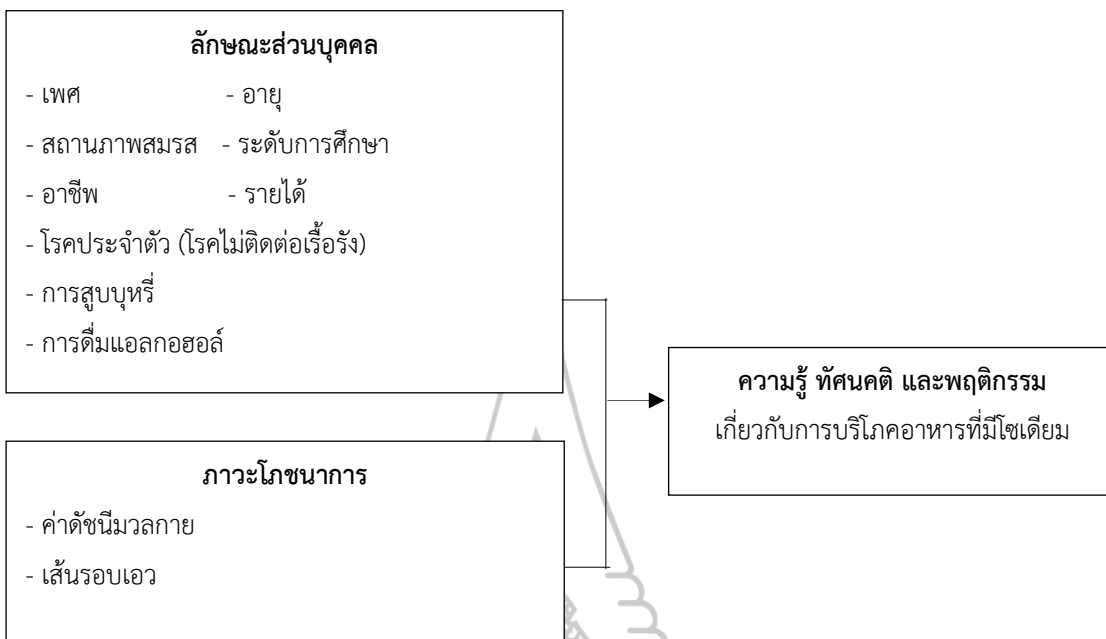 ลักษณะส่วนบุคคล
- เพศ - อายุ
- สถานภาพสมรส - ระดับการศึกษา
- อาชีพ - รายได้
- โรคประจำตัว (โรคไม่ติดต่อเรื้อรัง)
- การสูบบุหรี่
- การดื่มแอลกอฮอล์
ความรู้ ทัศนคติ และพฤติกรรม
เกี่ยวกับการบริโภคอาหารที่มีโซเดียม
ภาวะโภชนาการ
- ค่าดัชนีมวลกาย
- เส้นรอบเอว